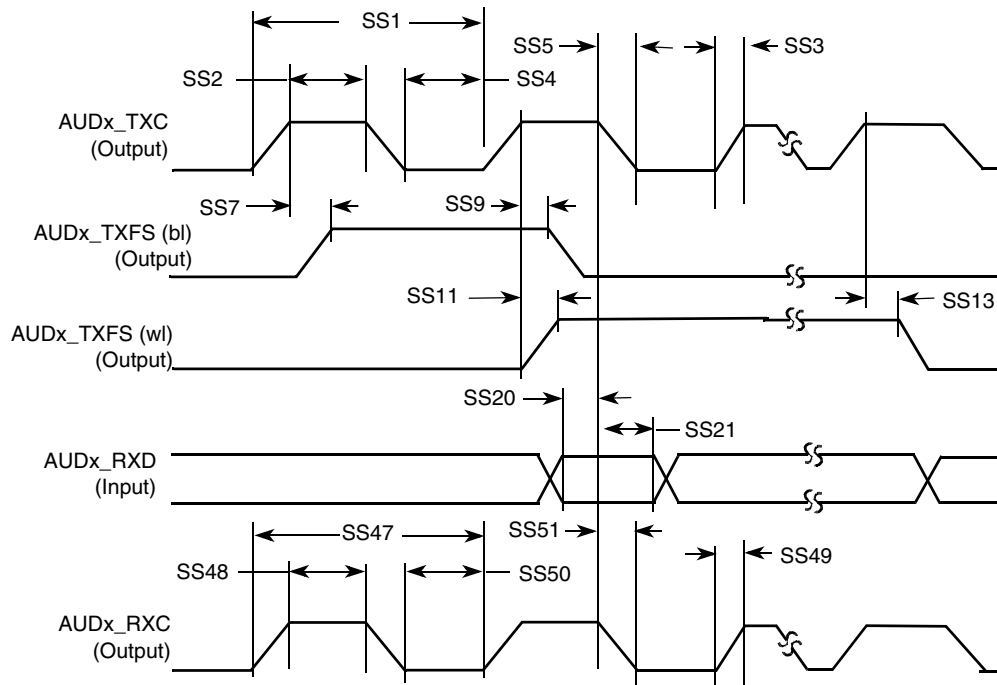 SS1
SS5
SS3
SS2
SS4
AUDx_TXC
(Output)
SS7
SS9
AUDx_TXFS (bl)
(Output)
SS11
SS13
AUDx_TXFS (wl)
(Output)
SS20
SS21
AUDx_RXD
(Input)
SS47
SS51
SS49
SS48
SS50
AUDx_RXC
(Output)